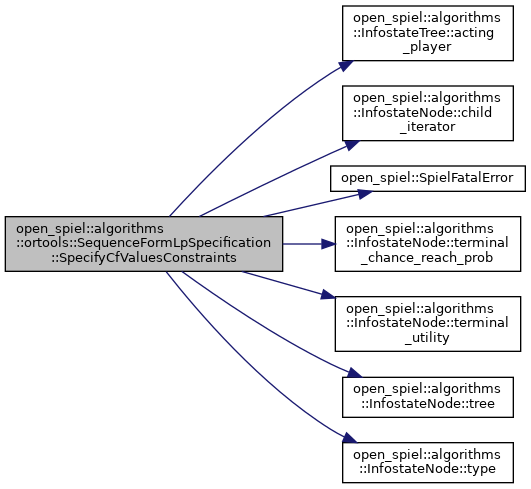 open_spiel::algorithms
::ortools::SequenceFormLpSpecification
::SpecifyCfValuesConstraints
open_spiel::algorithms
::InfostateTree::acting
_player
open_spiel::algorithms
::InfostateNode::child
_iterator
open_spiel::SpielFatalError
open_spiel::algorithms
::InfostateNode::terminal
_chance_reach_prob
open_spiel::algorithms
::InfostateNode::terminal
_utility
open_spiel::algorithms
::InfostateNode::tree
open_spiel::algorithms
::InfostateNode::type